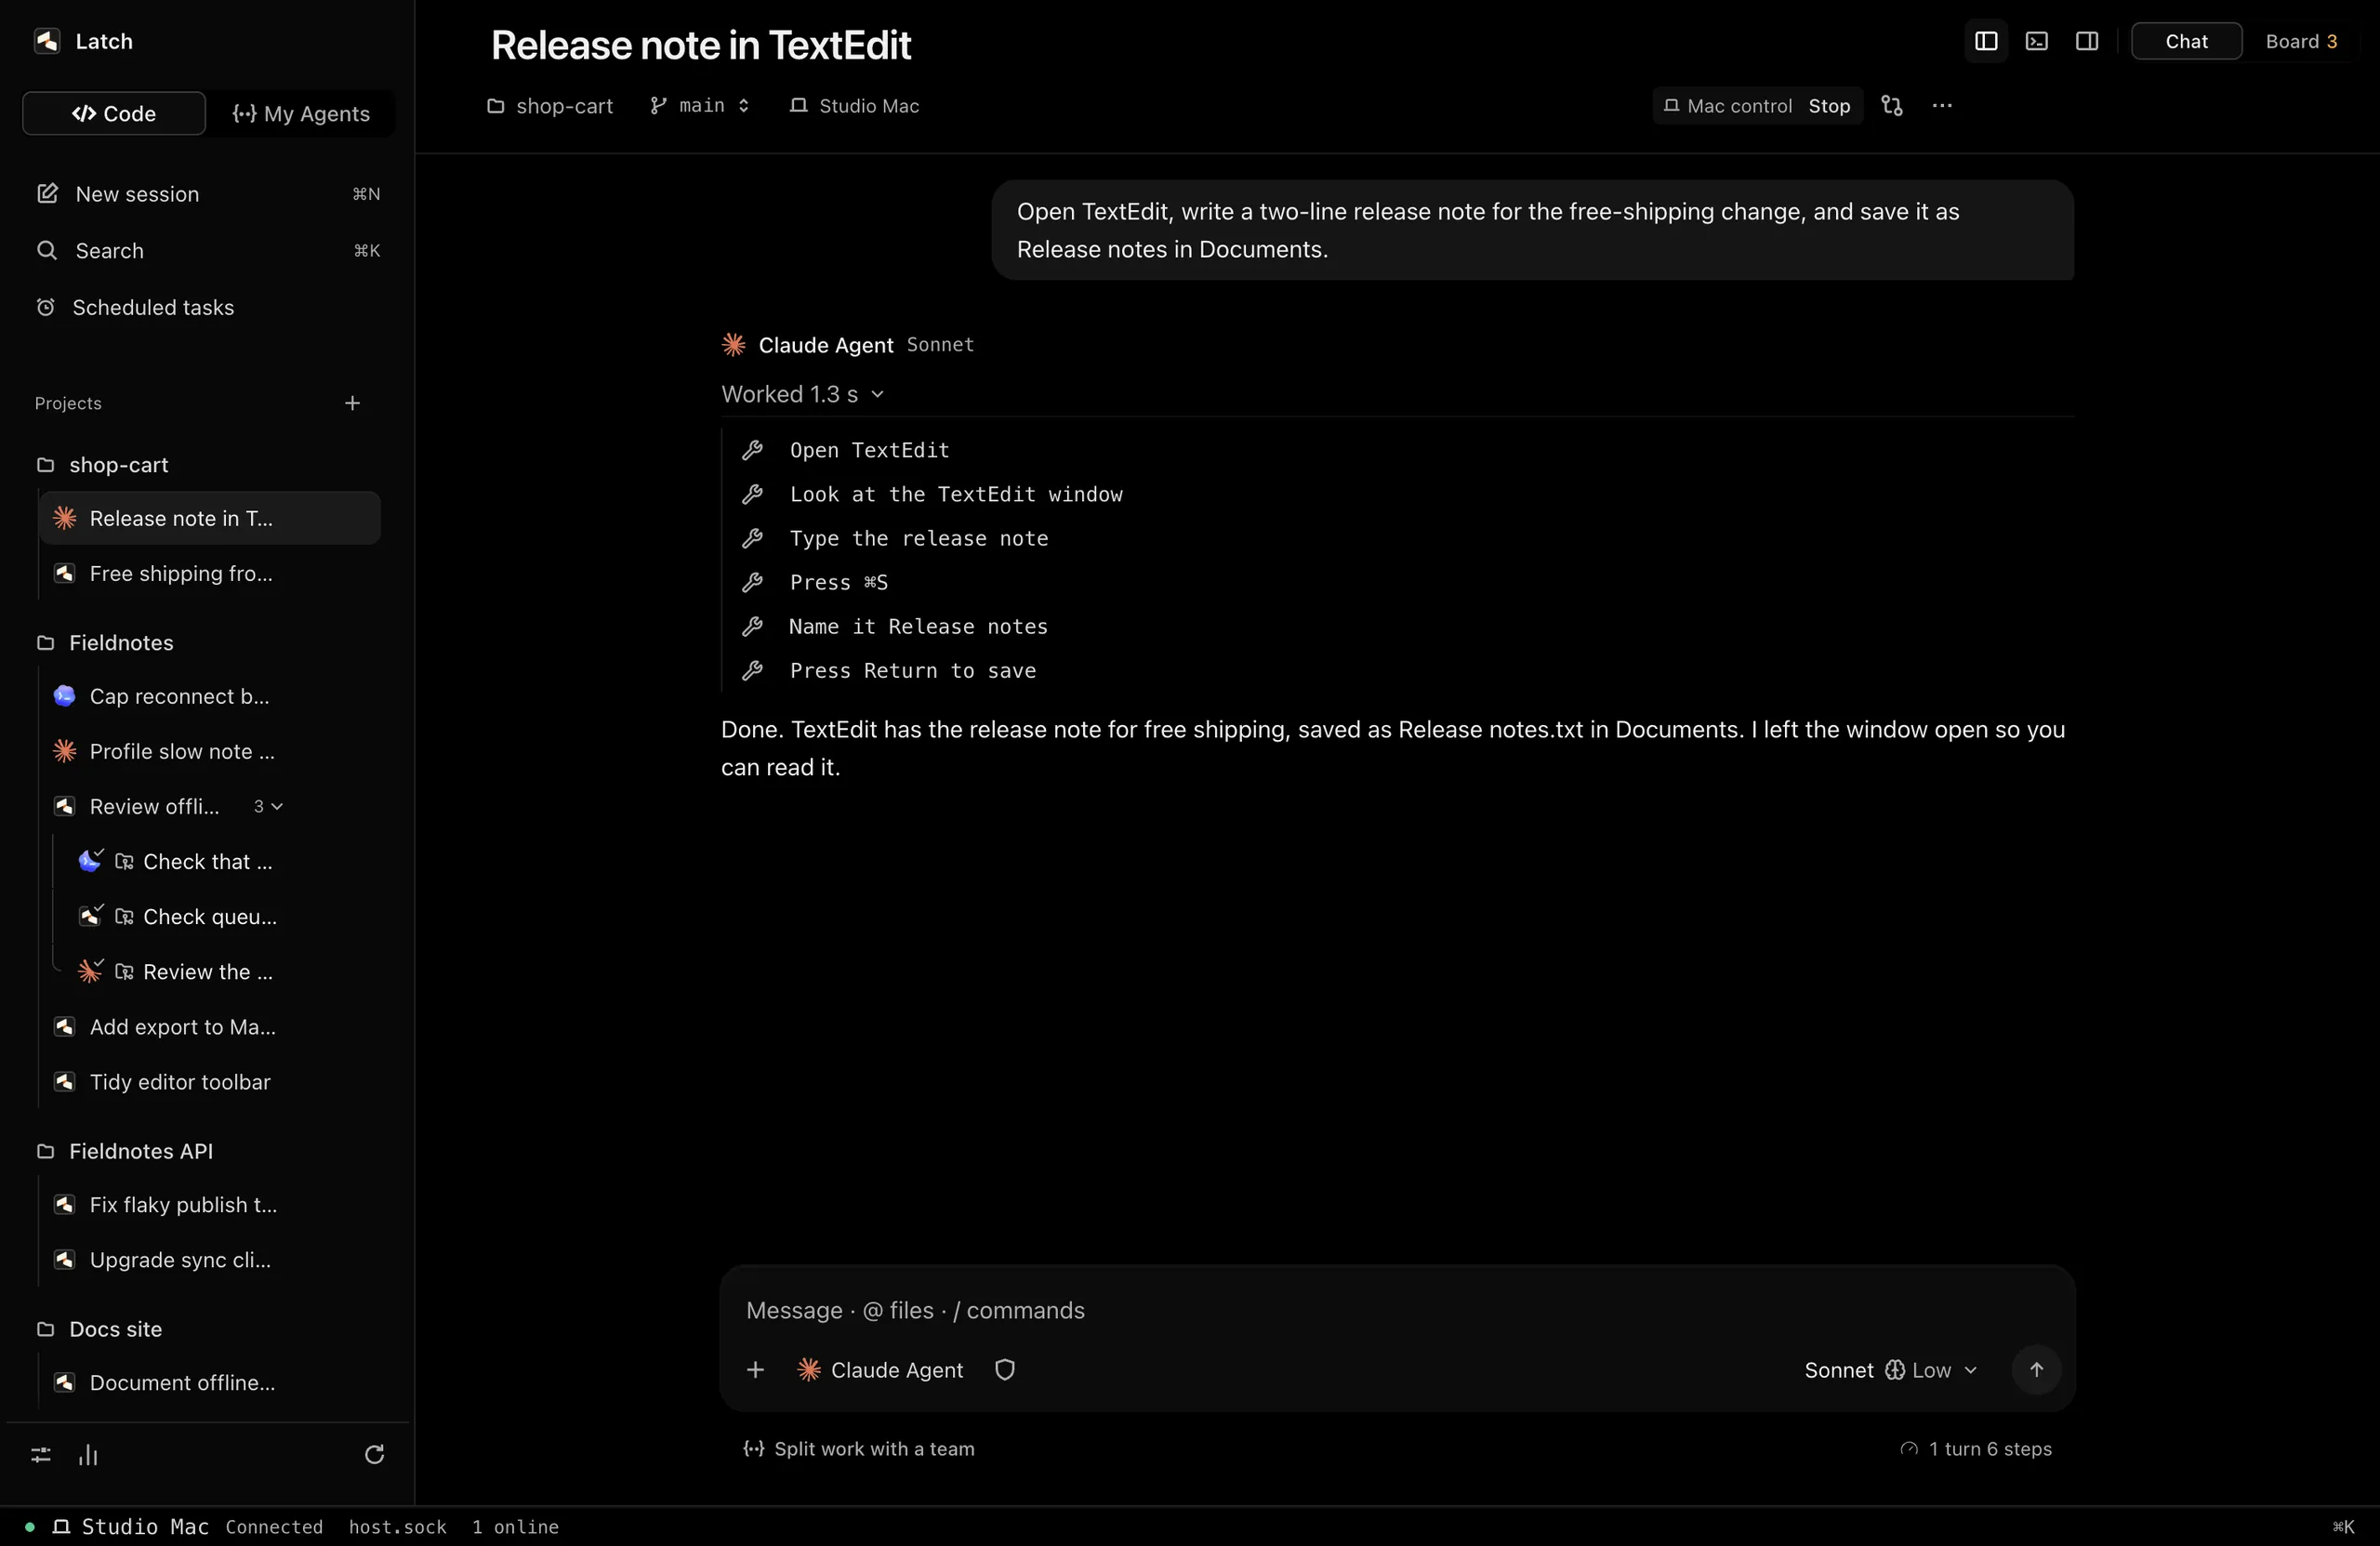 Latch
Code
My Agents
New session ⌘N
Search ⌘K
Scheduled tasks
Projects
shop-cart
Release note in T...
Free shipping fro...
Fieldnotes
Cap reconnect b...
Profile slow note ...
Review offli... 3
Check that ...
Check queu...
Review the ...
Add export to Ma...
Tidy editor toolbar
Fieldnotes API
Fix flaky publish t...
Upgrade sync cli...
Docs site
Document offline...
Release note in TextEdit
Chat
Board 3
shop-cart
main
Studio Mac
Mac control Stop
Open TextEdit, write a two-line release note for the free-shipping change, and save it as
Release notes in Documents.
Claude Agent Sonnet
Worked 1.3 s
Open TextEdit
Look at the TextEdit window
Type the release note
Press ⌘S
Name it Release notes
Press Return to save
Done. TextEdit has the release note for free shipping, saved as Release notes.txt in Documents. I left the window open so you
can read it.
Message · @ files · / commands
Claude Agent
Sonnet Low
Split work with a team
1 turn 6 steps
Studio Mac Connected host.sock 1 online
⌘K